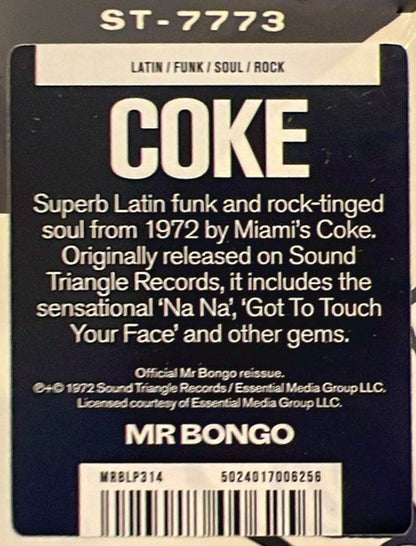 ST-7773
LATIN / FUNK / SOUL / ROCK
COKE
Superb Latin funk and rock-tinged
soul from 1972 by Miami's Coke.
Originally released on Sound
Triangle Records, it includes the
sensational 'Na Na', 'Got To Touch
Your Face' and other gems.
Official Mr Bongo reissue.
℗+© 1972 Sound Triangle Records / Essential Media Group LLC.
Licensed courtesy of Essential Media Group LLC.
MR BONGO
MRBLP314 5024017006256